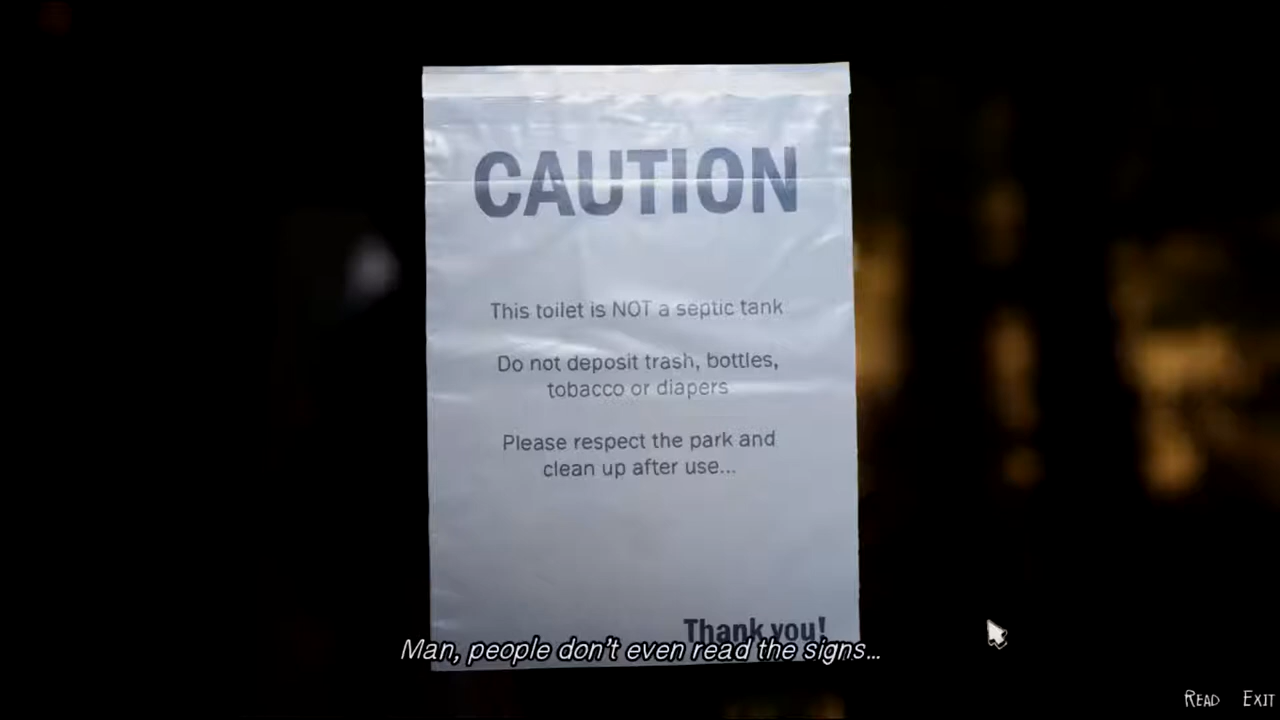 CAUTION
This toilet is NOT a septic tank
Do not deposit trash, bottles,
tobacco or diapers
Please respect the park and
clean up after use...
Thank you!
Man, people don't even read the signs...
READ EXIT